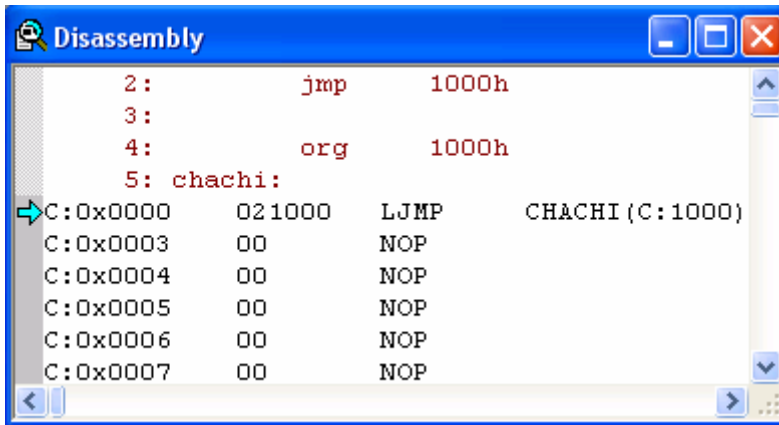 Disassembly
2: jmp 1000h
3:
4: org 1000h
5: chachi:
C:0x0000 021000 LJMP CHACHI(C:1000)
C:0x0003 00 NOP
C:0x0004 00 NOP
C:0x0005 00 NOP
C:0x0006 00 NOP
C:0x0007 00 NOP